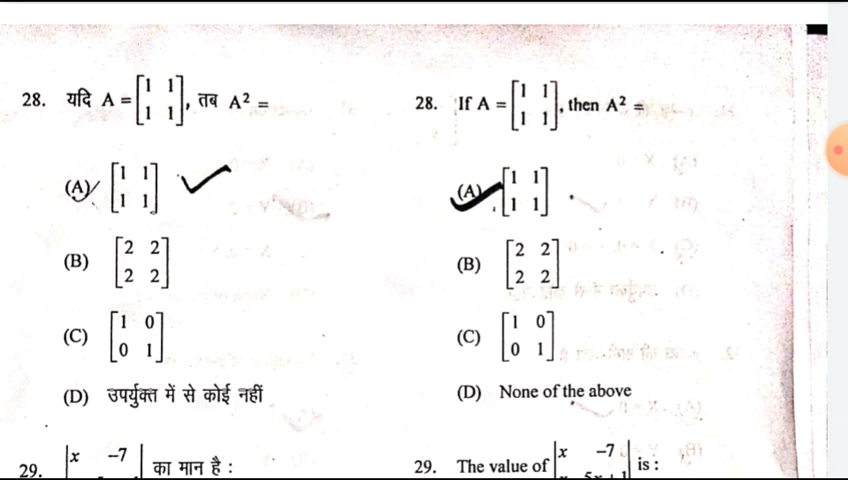 28. यदि A = [1 1
1 1], तब A² =
(A) [1 1
1 1]
(B) [2 2
2 2]
(C) [1 0
0 1]
(D) उपर्युक्त में से कोई नहीं
29. |x -7| का मान है :
28. If A = [1 1
1 1], then A² =
(A) [1 1
1 1]
(B) [2 2
2 2]
(C) [1 0
0 1]
(D) None of the above
29. The value of |x -7| is :